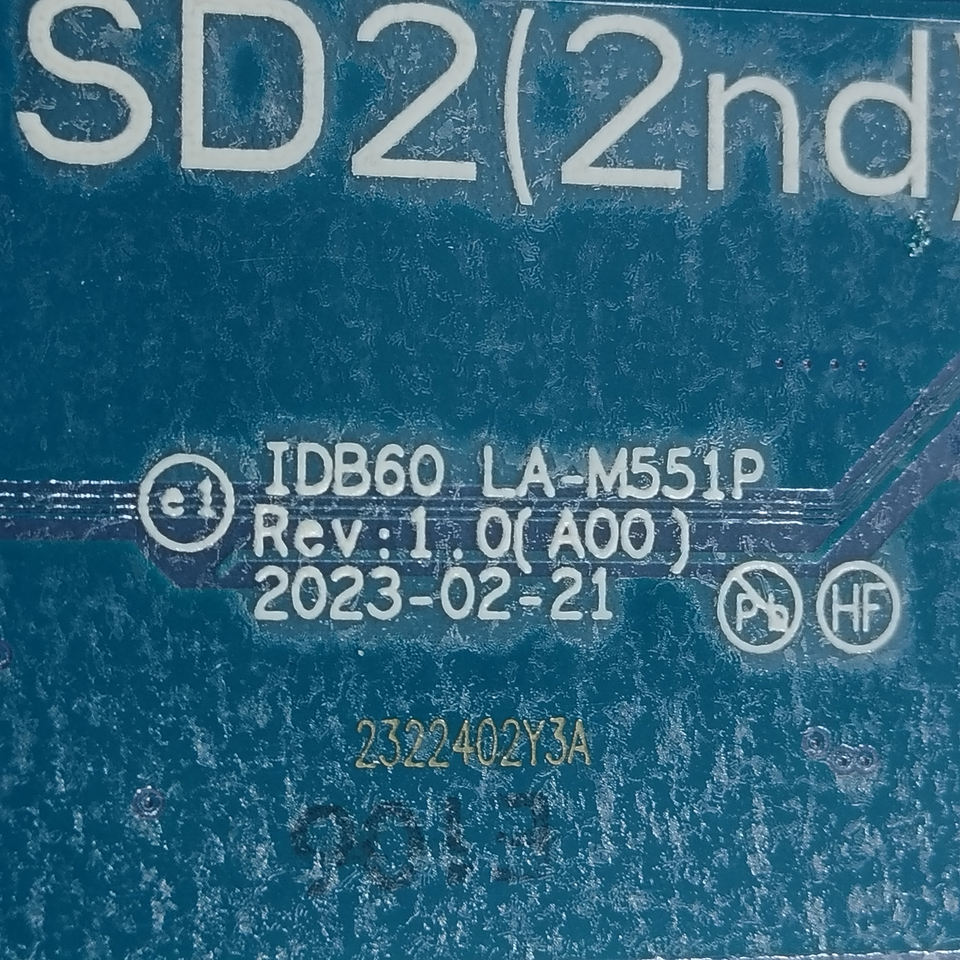 SD2(2nd)
e1
IDB60 LA-M551P
Rev:1.0(A00)
2023-02-21
Pb
HF
2322402Y3A